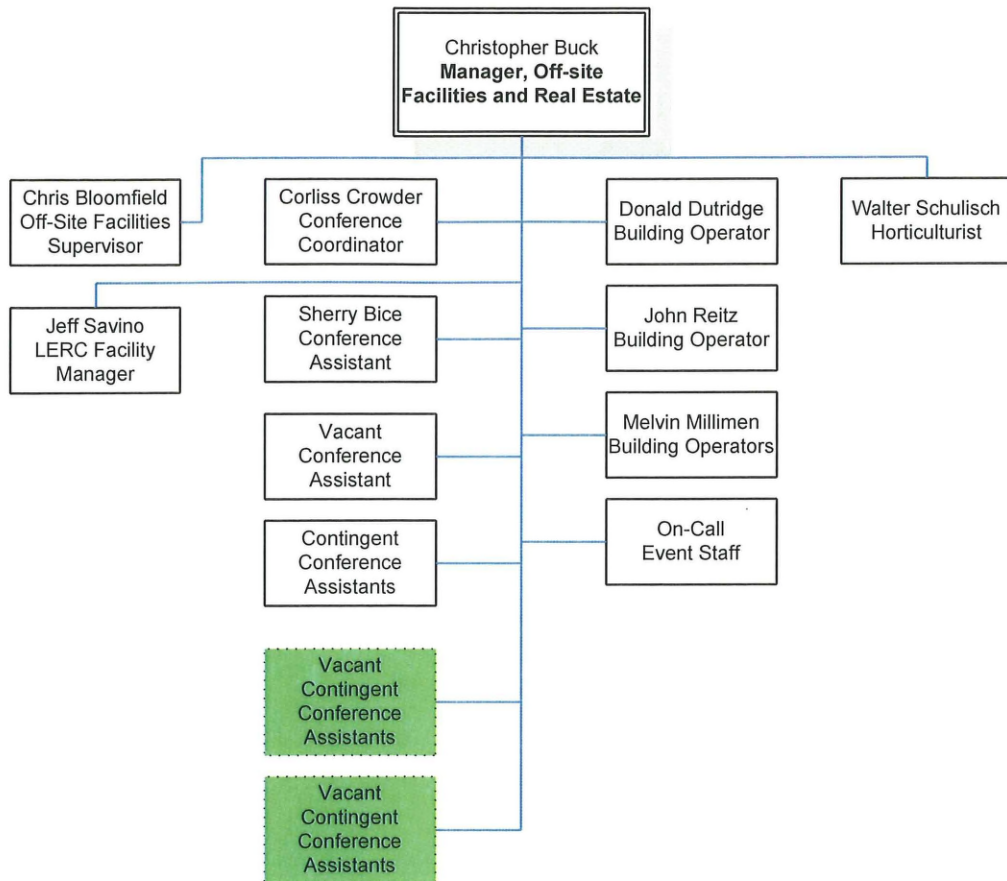 Christopher Buck
Manager, Off-site
Facilities and Real Estate
Chris Bloomfield
Off-Site Facilities
Supervisor
Corliss Crowder
Conference
Coordinator
Donald Dutridge
Building Operator
Walter Schulisch
Horticulturist
Jeff Savino
LERC Facility
Manager
Sherry Bice
Conference
Assistant
John Reitz
Building Operator
Vacant
Conference
Assistant
Melvin Millimen
Building Operators
Contingent
Conference
Assistants
On-Call
Event Staff
Vacant
Contingent
Conference
Assistants
Vacant
Contingent
Conference
Assistants